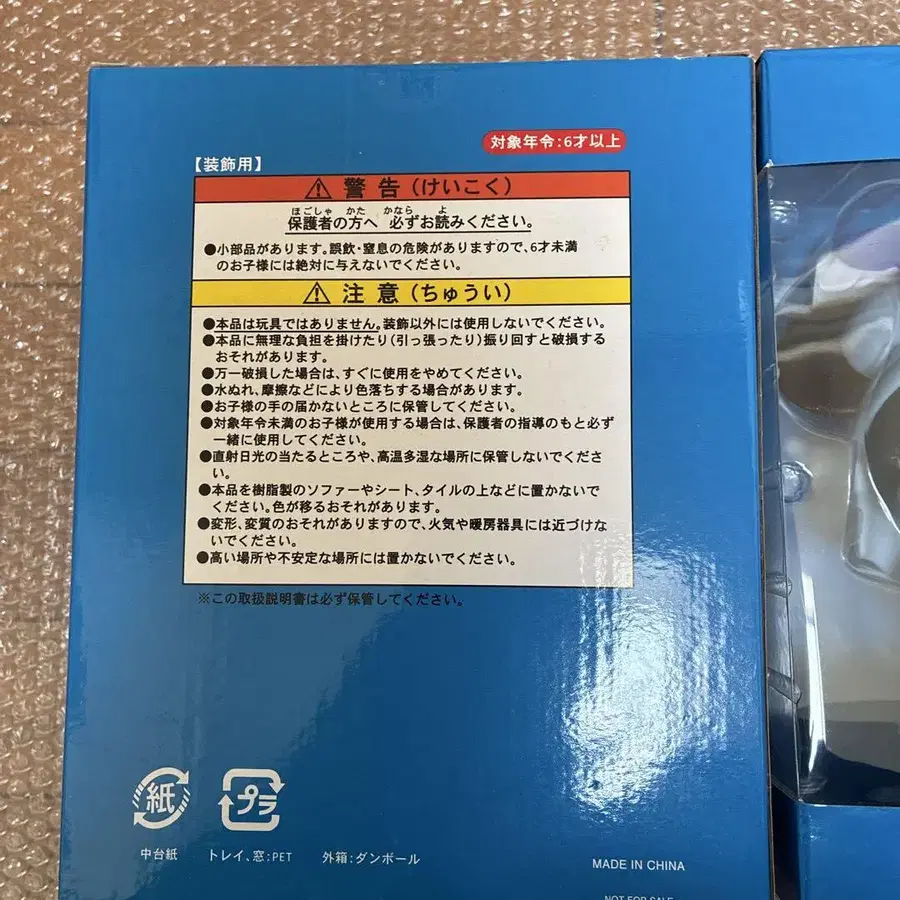 対象年令:6才以上
【装飾用】
⚠ 警告(けいこく)
ほごしゃ かた かなら よ
保護者の方へ 必ずお読みください。
●小部品があります。誤飲・窒息の危険がありますので、6才未満
のお子様には絶対に与えないでください。
⚠ 注意(ちゅうい)
●本品は玩具ではありません。装飾以外には使用しないでください。
●本品に無理な負担を掛けたり(引っ張ったり)振り回すと破損する
おそれがあります。
●万一破損した場合は、すぐに使用をやめてください。
●水ぬれ、摩擦などにより色落ちする場合があります。
●お子様の手の届かないところに保管してください。
●対象年令未満のお子様が使用する場合は、保護者の指導のもと必ず
一緒に使用してください。
●直射日光の当たるところや、高温多湿な場所に保管しないでくださ
い。
●本品を樹脂製のソファーやシート、タイルの上などに置かないで
ください。色が移るおそれがあります。
●変形、変質のおそれがありますので、火気や暖房器具には近づけな
いでください。
●高い場所や不安定な場所には置かないでください。
※この取扱説明書は必ず保管してください。
紙 プラ
中台紙 トレイ、窓:PET 外箱:ダンボール
MADE IN CHINA
NOT FOR SALE